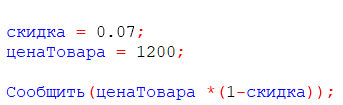 скидка = 0.07;
ценаТовара = 1200;
Сообщить(ценаТовара *(1-скидка));